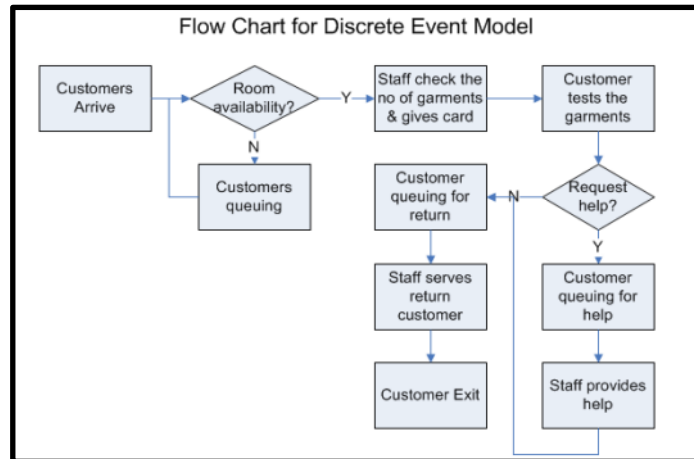 Flow Chart for Discrete Event Model
Customers
Arrive
Room
availability?
Y
Staff check the
no of garments
& gives card
Customer
tests the
garments
N
Customers
queuing
Customer
queuing for
return
N
Request
help?
Y
Staff serves
return
customer
Customer
queuing for
help
Customer Exit
Staff provides
help